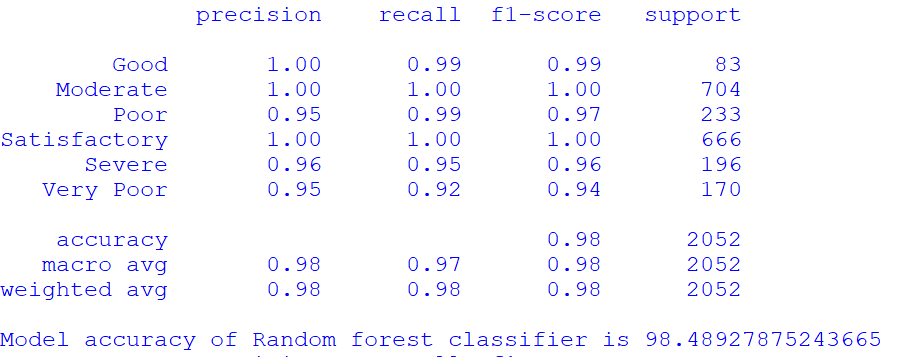 precision recall f1-score support
Good 1.00 0.99 0.99 83
Moderate 1.00 1.00 1.00 704
Poor 0.95 0.99 0.97 233
Satisfactory 1.00 1.00 1.00 666
Severe 0.96 0.95 0.96 196
Very Poor 0.95 0.92 0.94 170
accuracy 0.98 2052
macro avg 0.98 0.97 0.98 2052
weighted avg 0.98 0.98 0.98 2052
Model accuracy of Random forest classifier is 98.48927875243665